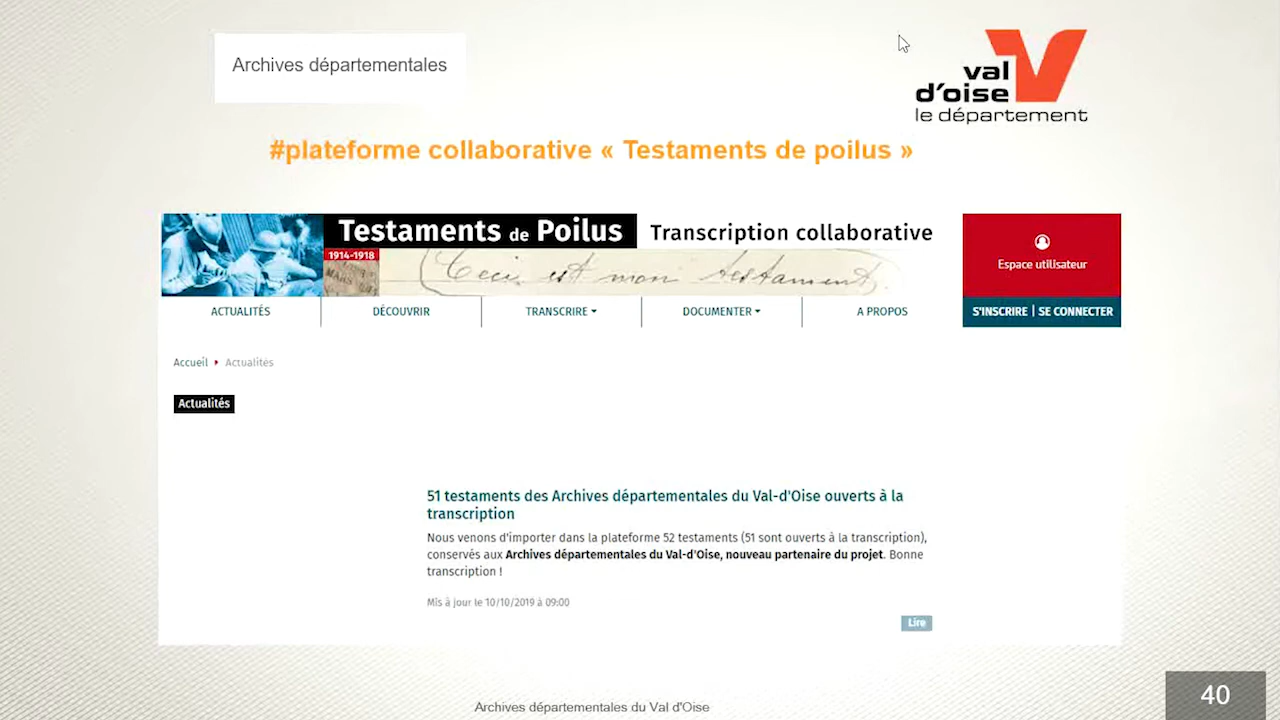 Archives départementales
val
d'oise
le département
#plateforme collaborative « Testaments de poilus »
Testaments de Poilus
Transcription collaborative
1914-1918
MARS
Ceci est mon testament
Espace utilisateur
ACTUALITÉS
DÉCOUVRIR
TRANSCRIRE
DOCUMENTER
A PROPOS
S'INSCRIRE | SE CONNECTER
Accueil
Actualités
Actualités
51 testaments des Archives départementales du Val-d'Oise ouverts à la
transcription
Nous venons d'importer dans la plateforme 52 testaments (51 sont ouverts à la transcription),
conservés aux Archives départementales du Val-d'Oise, nouveau partenaire du projet. Bonne
transcription !
Mis à jour le 10/10/2019 à 09:00
Lire
Archives départementales du Val d'Oise
40